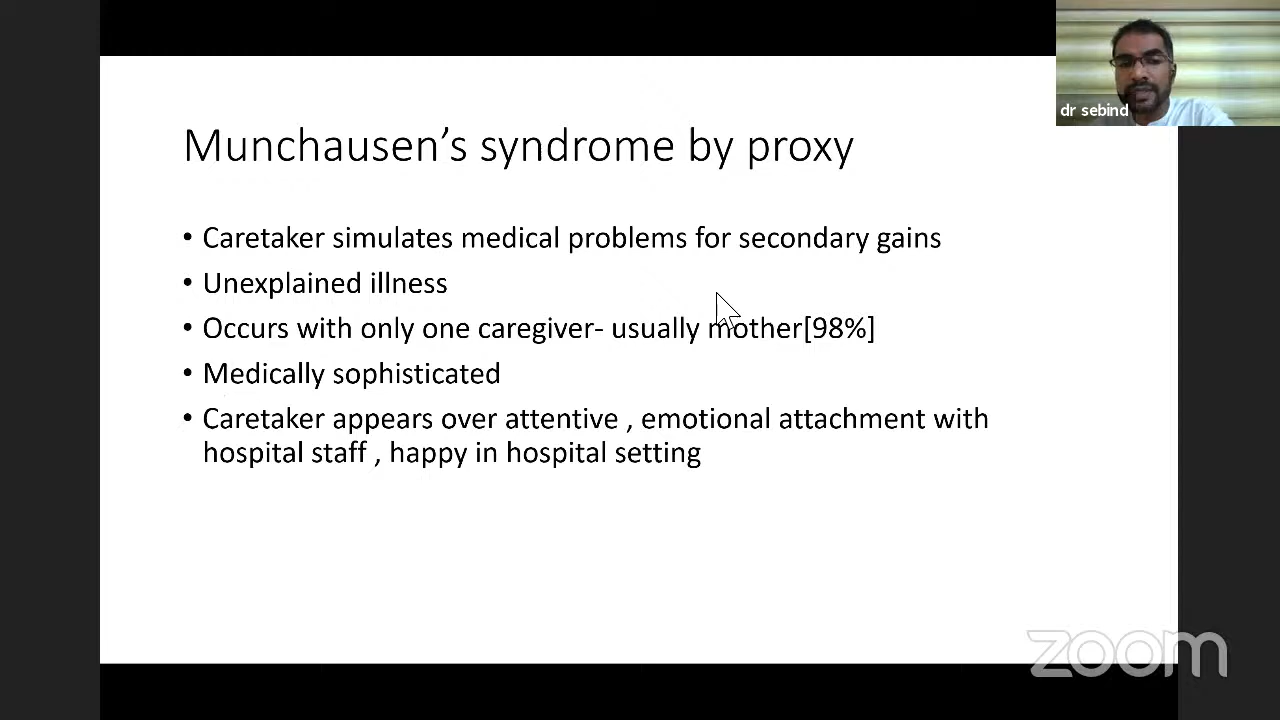 dr sebind
Munchausen’s syndrome by proxy
• Caretaker simulates medical problems for secondary gains
• Unexplained illness
• Occurs with only one caregiver- usually mother[98%]
• Medically sophisticated
• Caretaker appears over attentive , emotional attachment with
hospital staff , happy in hospital setting
zoom